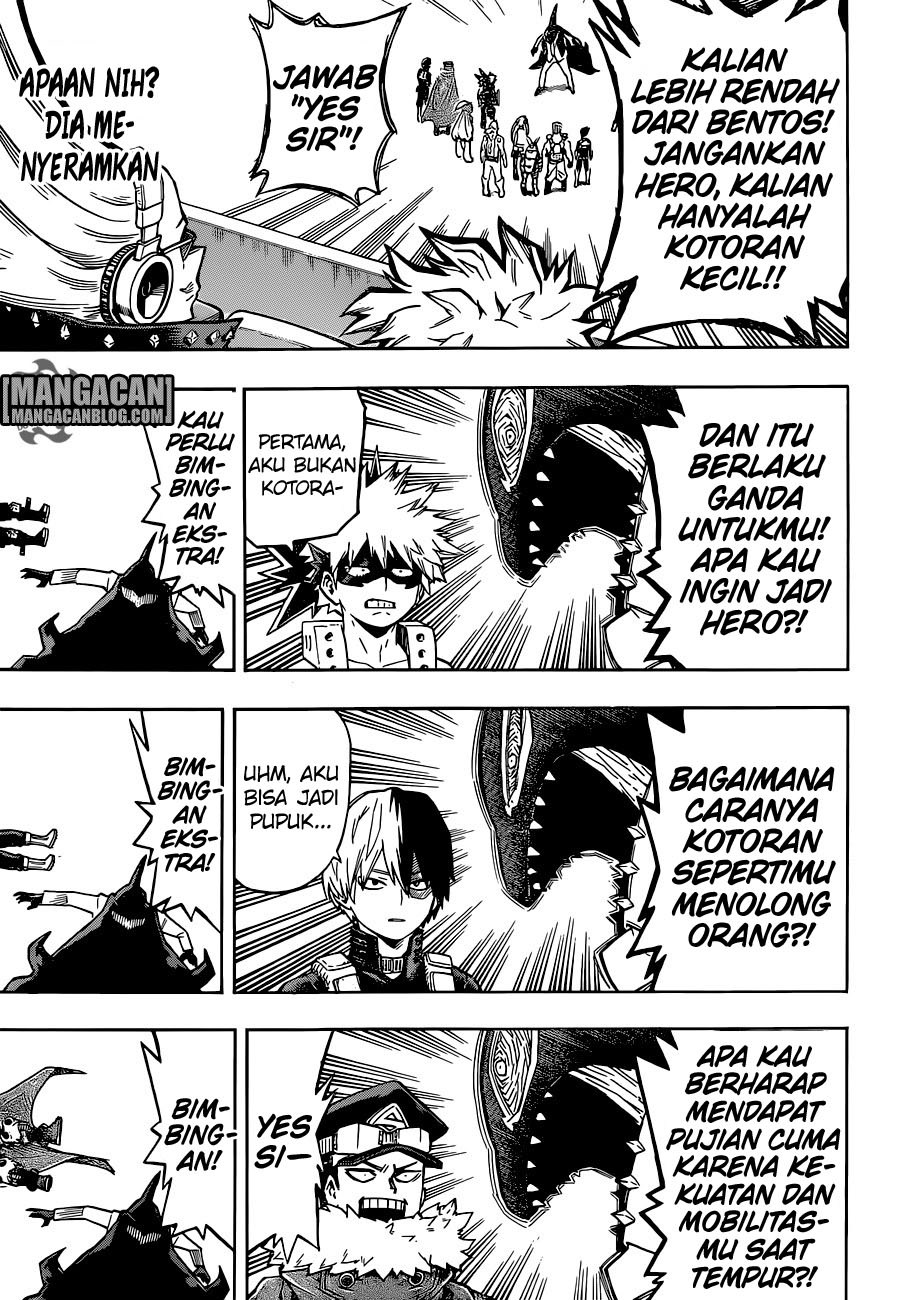 KALIAN
LEBIH RENDAH
DARI BENTOS!
JANGANKAN
HERO, KALIAN
HANYALAH
KOTORAN
KECIL!!
JAWAB
"YES
SIR"!
APAAN NIH?
DIA ME-
NYERAMKAN
[MANGACAN]
MANGACANBLOG.COM
DAN ITU
BERLAKU
GANDA
UNTUKMU!
APA KAU
INGIN JADI
HERO?!
PERTAMA,
AKU BUKAN
KOTORA-
KAU
PERLU
BIM-
BING-
AN
EKS-
TRA!
BAGAIMANA
CARANYA
KOTORAN
SEPERTIMU
MENOLONG
ORANG?!
UHM, AKU
BISA JADI
PUPUK...
BIM-
BING-
AN
EKS-
TRA!
APA KAU
BERHARAP
MENDAPAT
PUJIAN CUMA
KARENA KE-
KUATAN DAN
MOBILITAS-
MU SAAT
TEMPUR?!
YES
SI-
BIM-
BING-
AN!